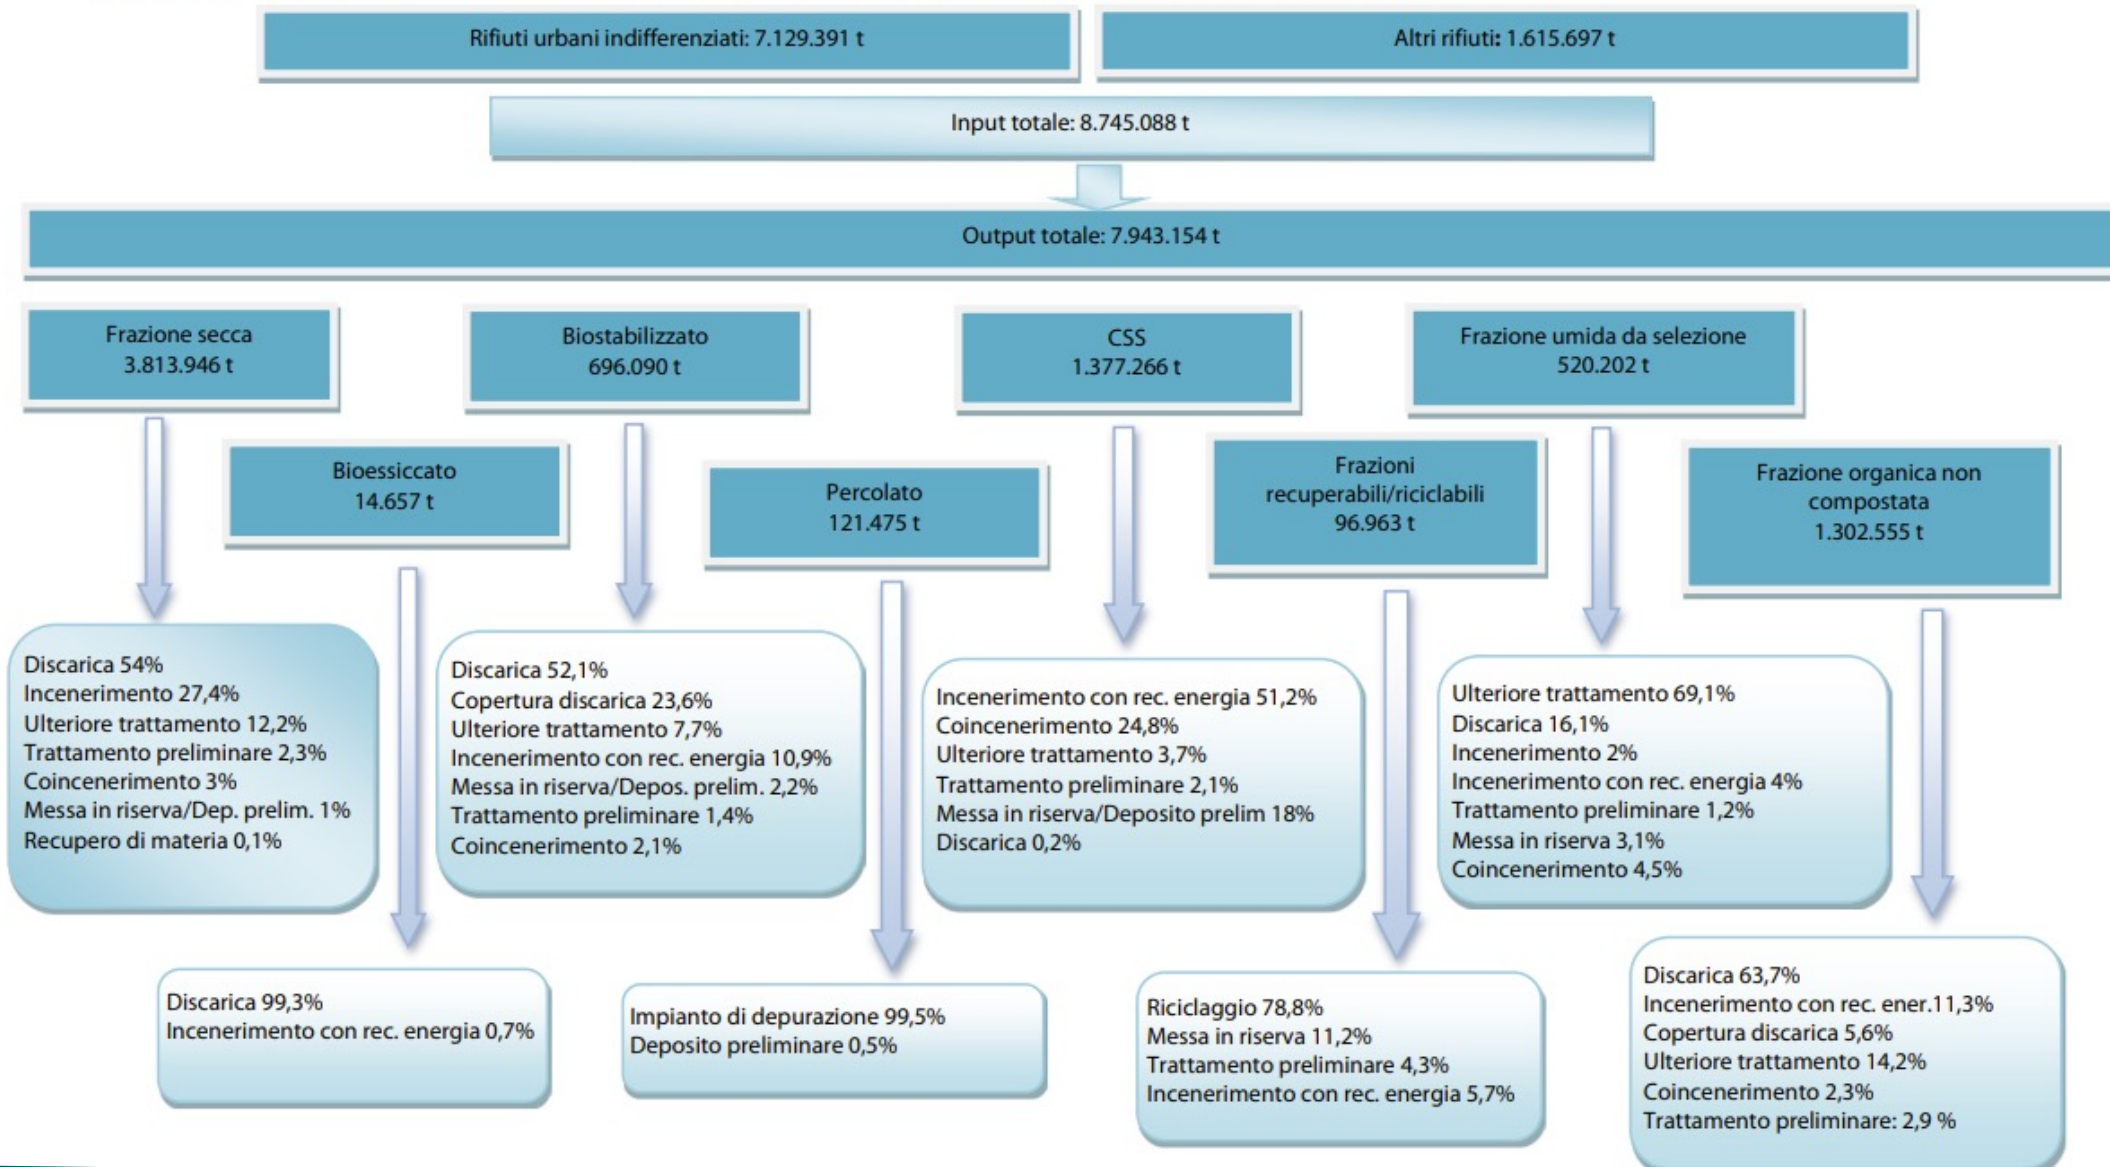 Rifiuti urbani indifferenziati: 7.129.391 t
Altri rifiuti: 1.615.697 t
Input totale: 8.745.088 t
Output totale: 7.943.154 t
Frazione secca
3.813.946 t
Biostabilizzato
696.090 t
CSS
1.377.266 t
Frazione umida da selezione
520.202 t
Bioessiccato
14.657 t
Percolato
121.475 t
Frazioni
recuperabili/riciclabili
96.963 t
Frazione organica non
compostata
1.302.555 t
Discarica 54%
Incenerimento 27,4%
Ulteriore trattamento 12,2%
Trattamento preliminare 2,3%
Coincenerimento 3%
Messa in riserva/Dep. prelim. 1%
Recupero di materia 0,1%
Discarica 52,1%
Copertura discarica 23,6%
Ulteriore trattamento 7,7%
Incenerimento con rec. energia 10,9%
Messa in riserva/Depos. prelim. 2,2%
Trattamento preliminare 1,4%
Coincenerimento 2,1%
Incenerimento con rec. energia 51,2%
Coincenerimento 24,8%
Ulteriore trattamento 3,7%
Trattamento preliminare 2,1%
Messa in riserva/Deposito prelim 18%
Discarica 0,2%
Ulteriore trattamento 69,1%
Discarica 16,1%
Incenerimento 2%
Incenerimento con rec. energia 4%
Trattamento preliminare 1,2%
Messa in riserva 3,1%
Coincenerimento 4,5%
Discarica 99,3%
Incenerimento con rec. energia 0,7%
Impianto di depurazione 99,5%
Deposito preliminare 0,5%
Riciclaggio 78,8%
Messa in riserva 11,2%
Trattamento preliminare 4,3%
Incenerimento con rec. energia 5,7%
Discarica 63,7%
Incenerimento con rec. ener.11,3%
Copertura discarica 5,6%
Ulteriore trattamento 14,2%
Coincenerimento 2,3%
Trattamento preliminare: 2,9 %